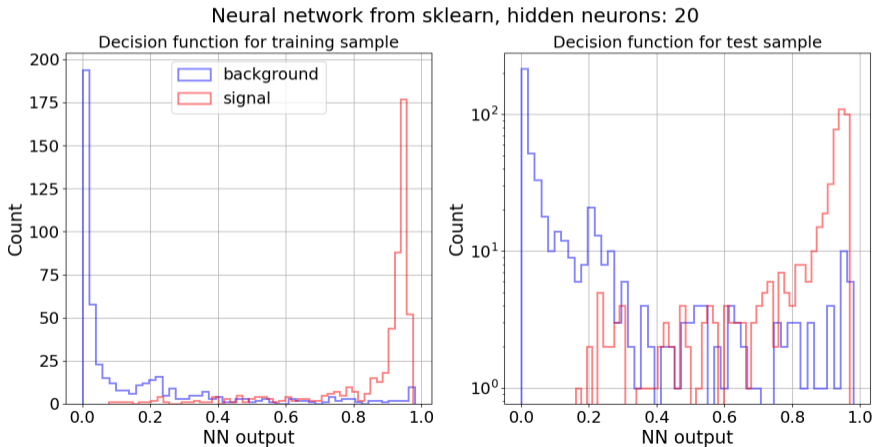 Neural network from sklearn, hidden neurons: 20
Decision function for training sample
200
175
150
125
100
75
50
25
0
Count
background
signal
0.0 0.2 0.4 0.6 0.8 1.0
NN output
Decision function for test sample
10²
10¹
10⁰
Count
0.0 0.2 0.4 0.6 0.8 1.0
NN output